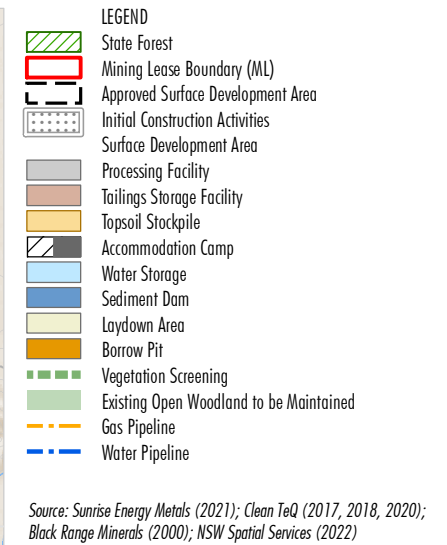 LEGEND
State Forest
Mining Lease Boundary (ML)
Approved Surface Development Area
Initial Construction Activities
Surface Development Area
Processing Facility
Tailings Storage Facility
Topsoil Stockpile
Accommodation Camp
Water Storage
Sediment Dam
Laydown Area
Borrow Pit
Vegetation Screening
Existing Open Woodland to be Maintained
Gas Pipeline
Water Pipeline
Source: Sunrise Energy Metals (2021); Clean TeQ (2017, 2018, 2020);
Black Range Minerals (2000); NSW Spatial Services (2022)